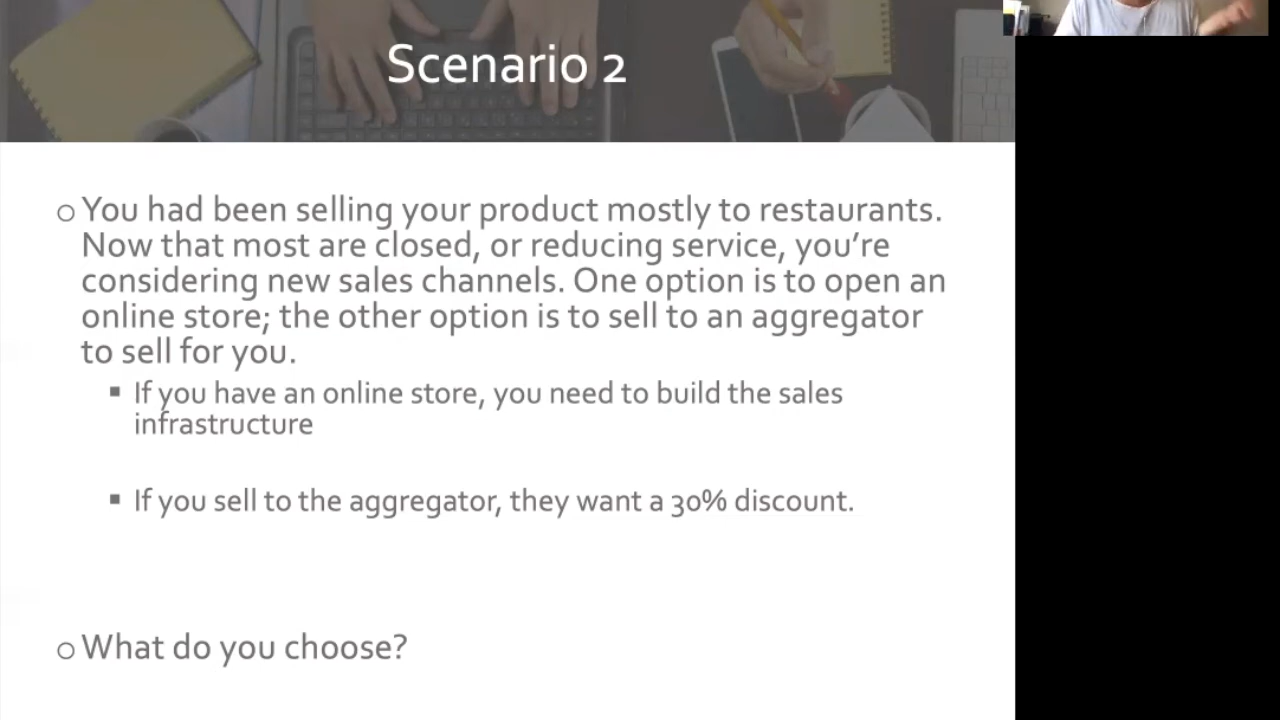 Scenario 2
o You had been selling your product mostly to restaurants.
Now that most are closed, or reducing service, you’re
considering new sales channels. One option is to open an
online store; the other option is to sell to an aggregator
to sell for you.
▪ If you have an online store, you need to build the sales
infrastructure
▪ If you sell to the aggregator, they want a 30% discount.
o What do you choose?